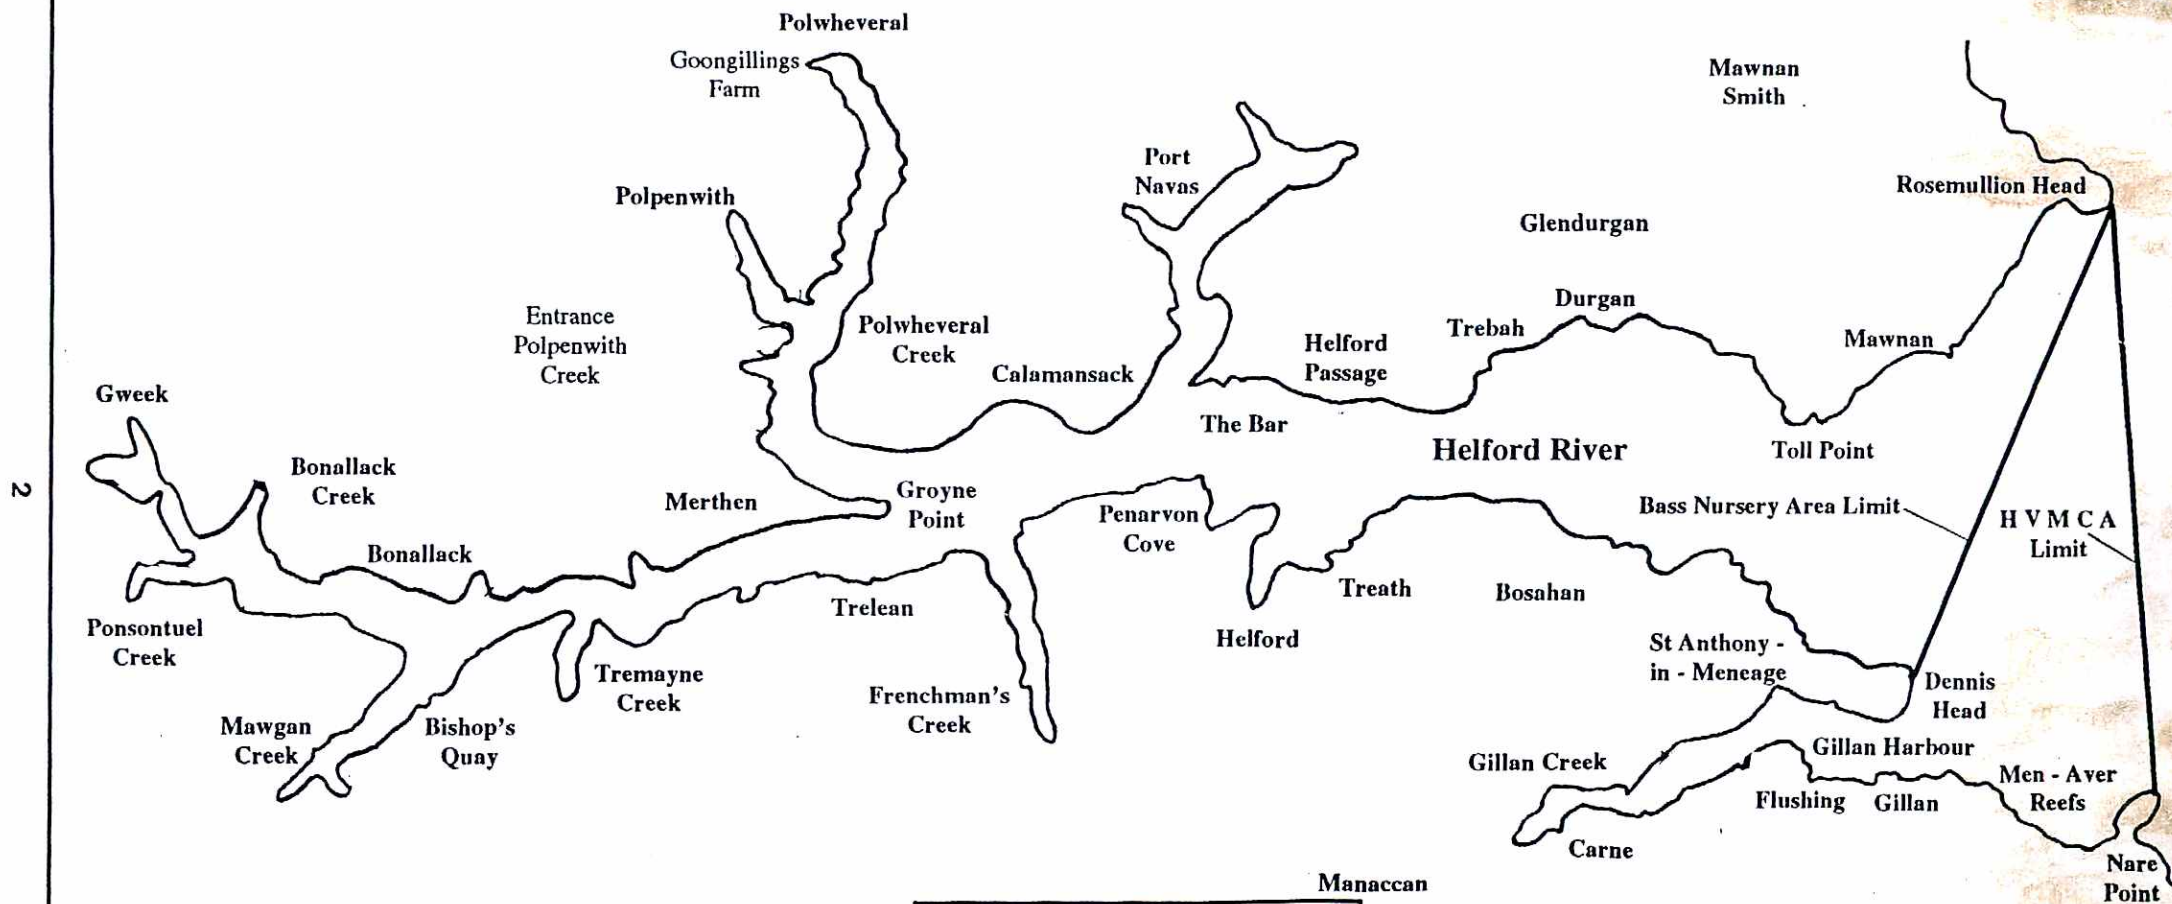 Polwheveral
Goongillings
Farm
Mawnan
Smith
Port
Navas
Polpenwith
Rosemullion Head
Glendurgan
Durgan
Entrance
Polpenwith
Creek
Polwheveral
Creek
Trebah
Helford
Passage
Mawnan
Calamansack
Gweek
The Bar
Helford River
Toll Point
Bonallack
Creek
2
Merthen
Groyne
Point
Penarvon
Cove
Bass Nursery Area Limit
H V M C A
Limit
Bonallack
Treath
Bosahan
Trelean
Ponsontuel
Creek
Helford
St Anthony -
in - Meneage
Tremayne
Creek
Frenchman's
Creek
Dennis
Head
Mawgan
Creek
Bishop's
Quay
Gillan Harbour
Gillan Creek
Men - Aver
Reefs
Flushing
Gillan
Carne
Nare
Point
Manaccan